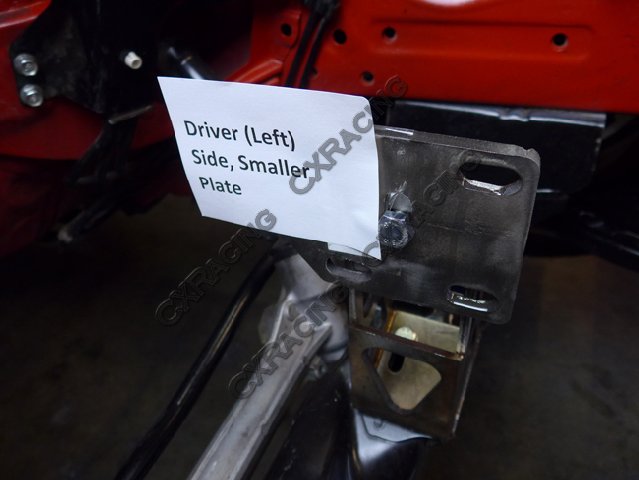 Driver (Left)
Side, Smaller
Plate
CXRACING
CXRACING
CXRACING
CXRACING
CXRACING